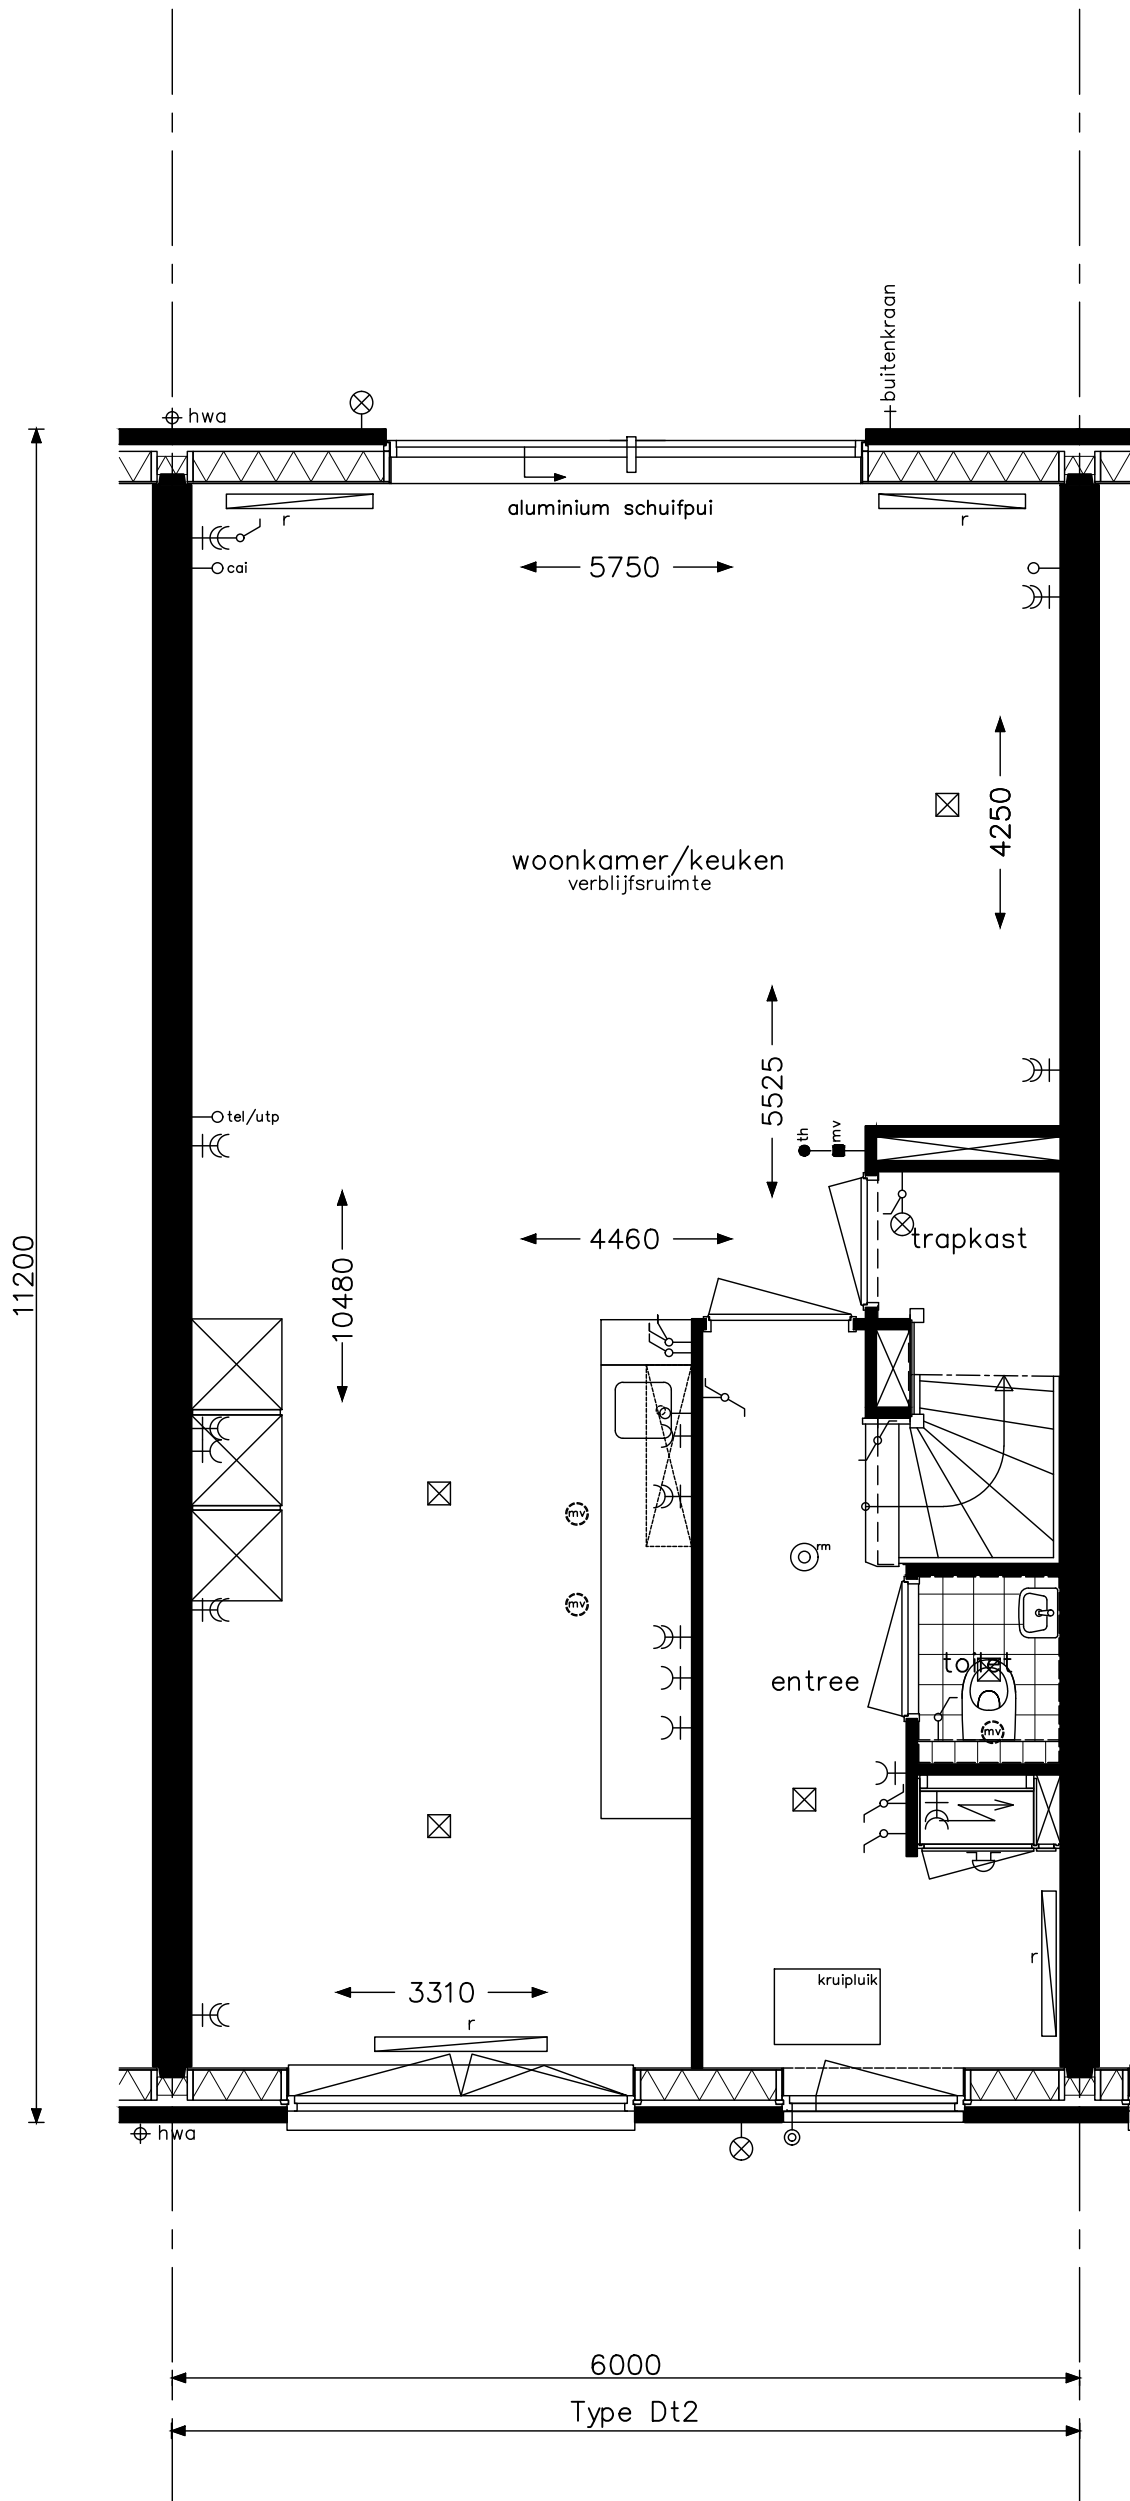 buitenkraan
hwa
aluminium schuifpui
r
r
5750
cai
4250
woonkamer/keuken
verblijfsruimte
5525
tel/utp
th
mv
trapkast
4460
10480
11200
mv
rm
mv
toilet
entree
mv
kruipluik
r
3310
r
hwa
6000
Type Dt2